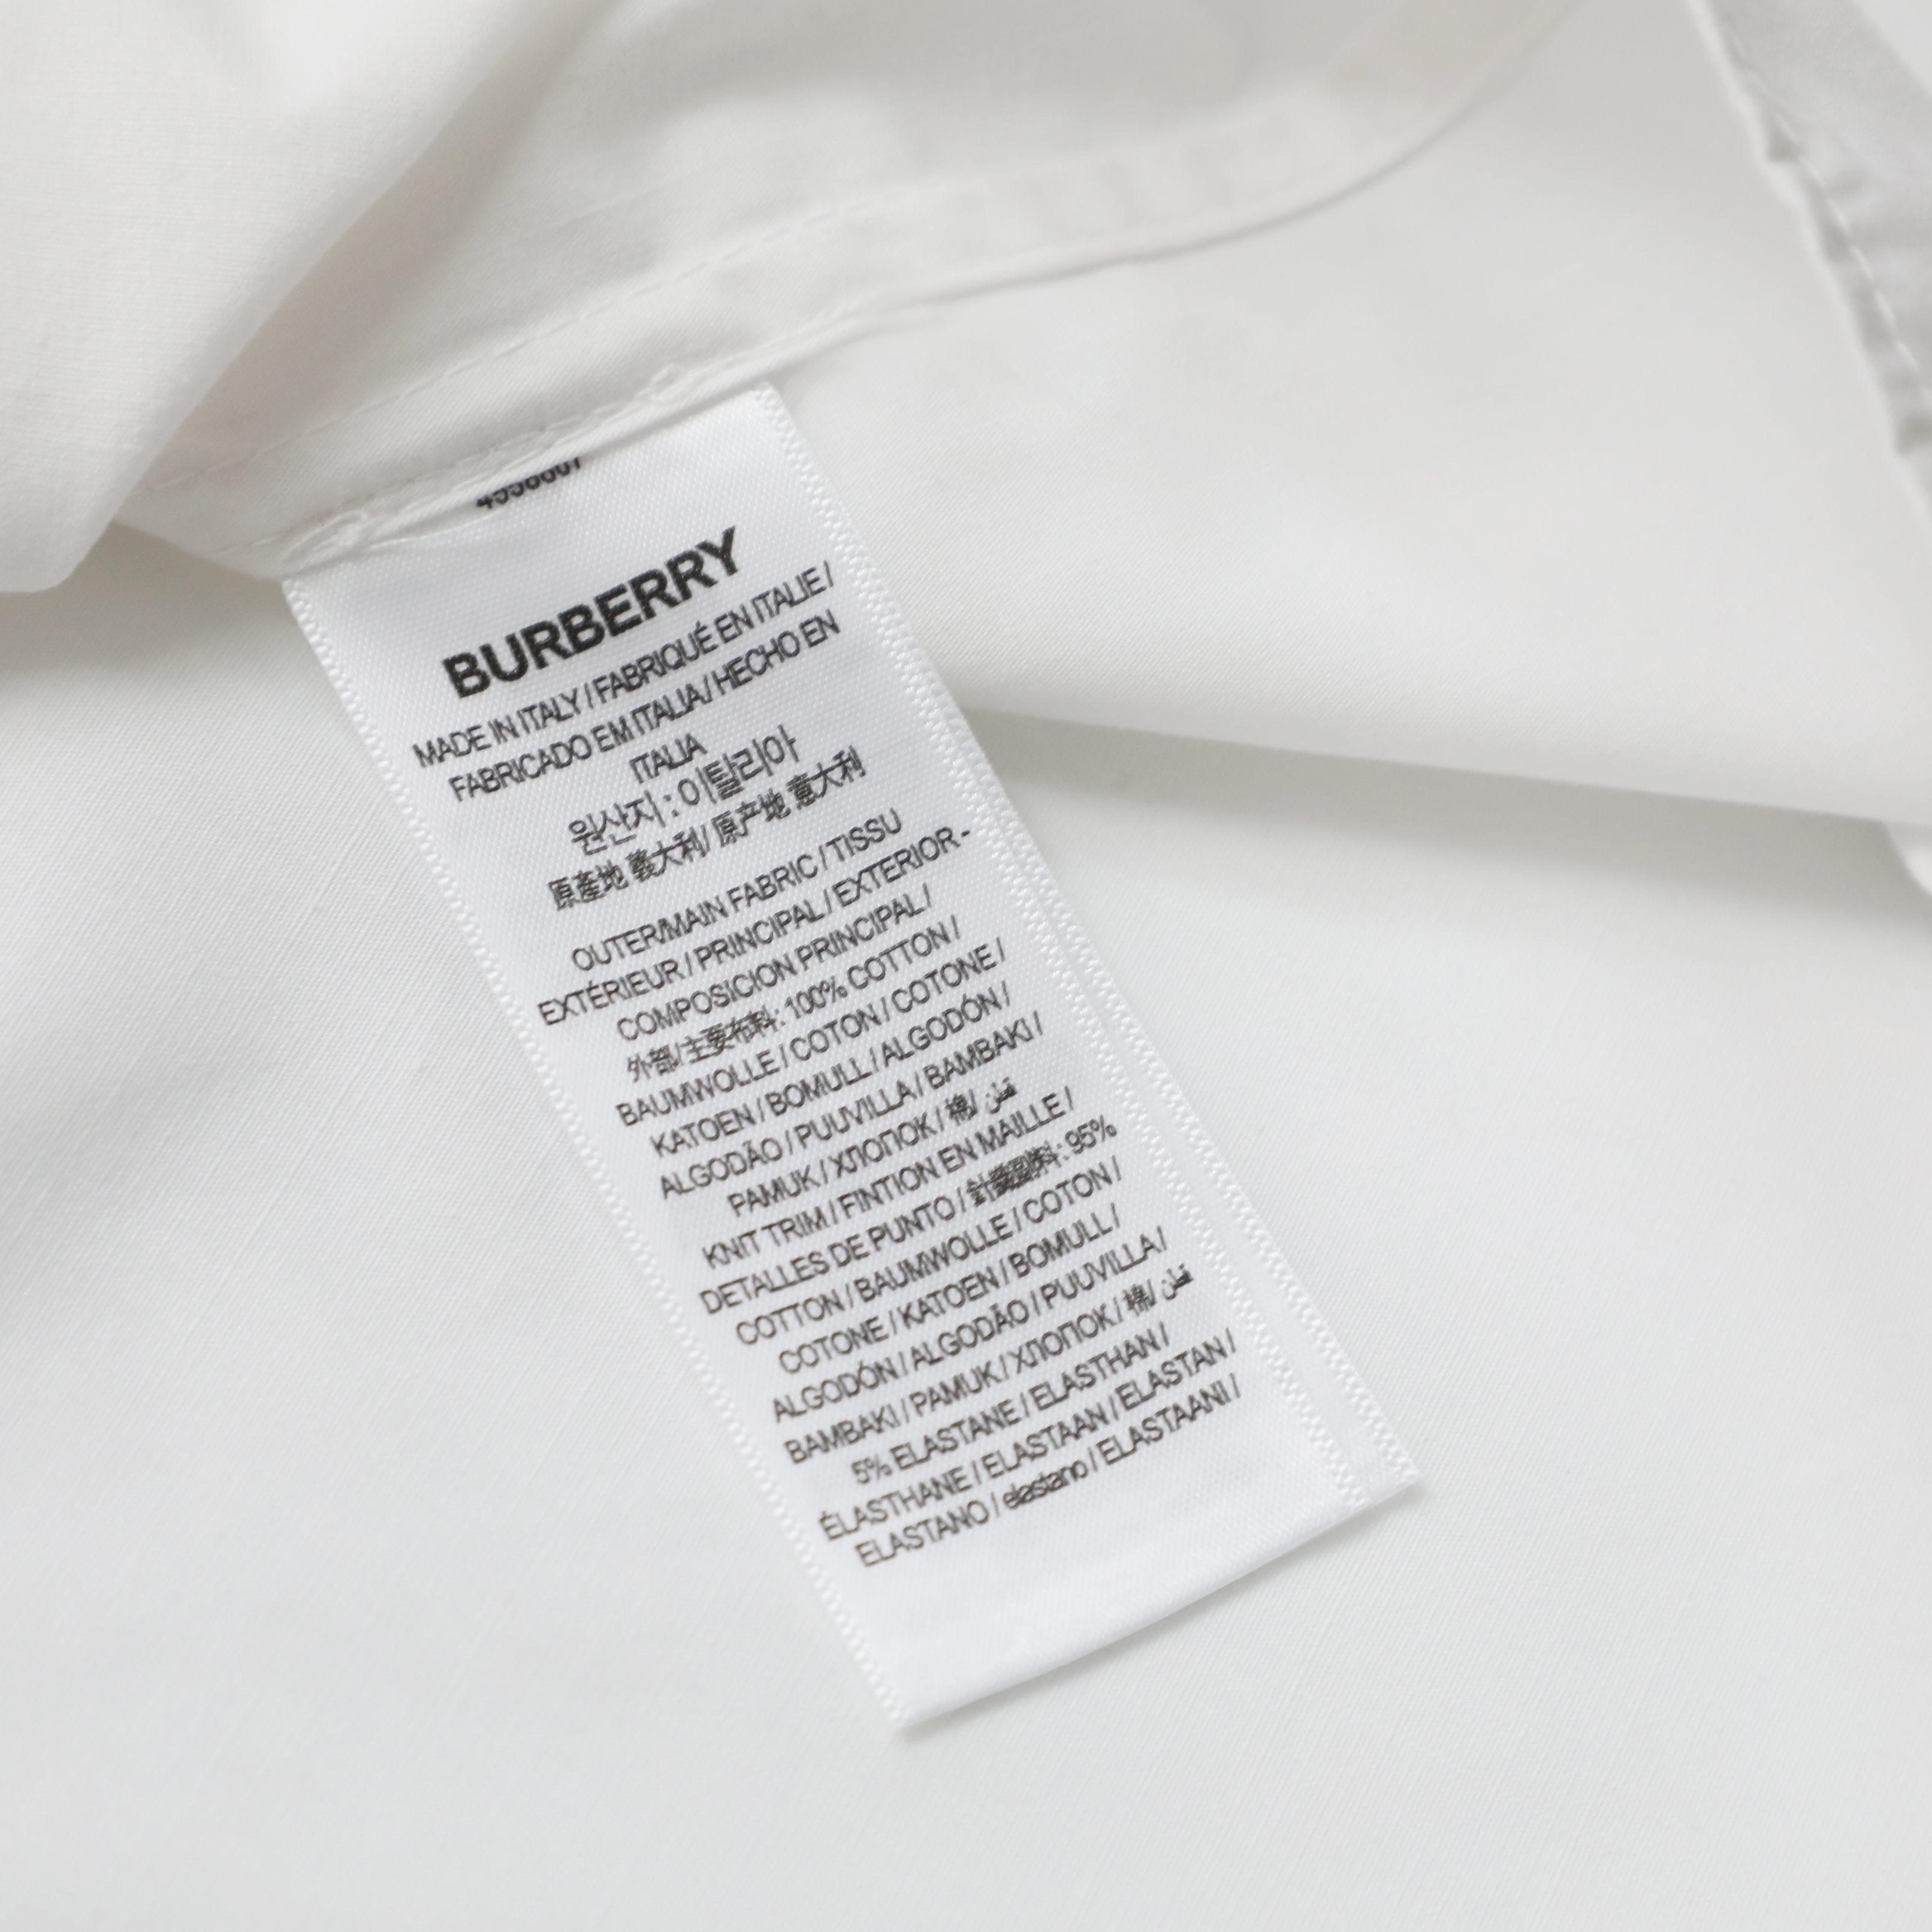 4558607
BURBERRY
MADE IN ITALY / FABRIQUÉ EN ITALIE /
FABRICADO EM ITALIA / HECHO EN
ITALIA
원산지 : 이탈리아
原產地 義大利/ 原产地 意大利
OUTER/MAIN FABRIC / TISSU
EXTÉRIEUR / PRINCIPAL / EXTERIOR -
COMPOSICION PRINCIPAL /
外部/主要布料: 100% COTTON /
BAUMWOLLE / COTON / COTONE /
KATOEN / BOMULL / ALGODÓN /
ALGODÃO / PUUVILLA / BAMBAKI /
PAMUK / ХЛОПОК / 棉/ قطن /
KNIT TRIM / FINTION EN MAILLE /
DETALLES DE PUNTO / : 95%
COTTON / BAUMWOLLE / COTON /
COTONE / KATOEN / BOMULL /
ALGODÓN / ALGODÃO / PUUVILLA /
BAMBAKI / PAMUK / ХЛОПОК / 棉/ قطن
5% ELASTANE / ELASTHAN /
ÉLASTHANE / ELASTAAN / ELASTAN /
ELASTANO / elastano / ELASTAANI /